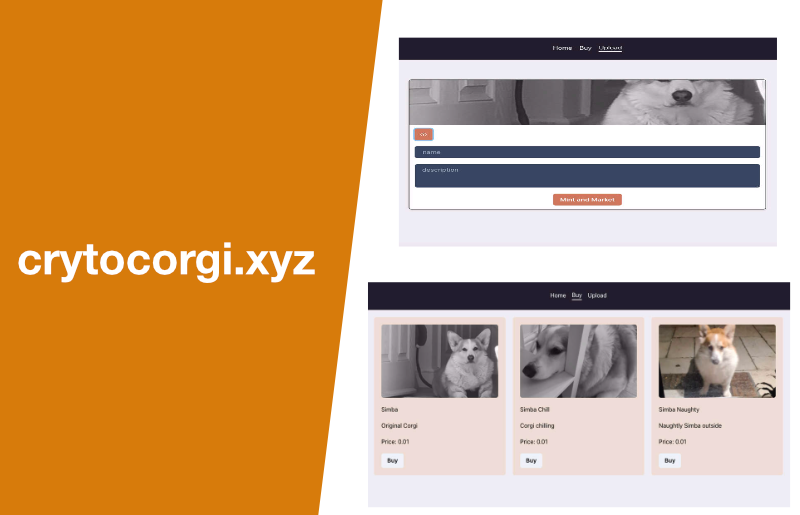 crytocorgi.xyz
Home Buy Upload
name
description
Mint and Market
Home Buy Upload
Simba
Original Corgi
Price: 0.01
Buy
Simba Chill
Corgi chilling
Price: 0.01
Buy
Simba Naughty
Naughtly Simba outside
Price: 0.01
Buy